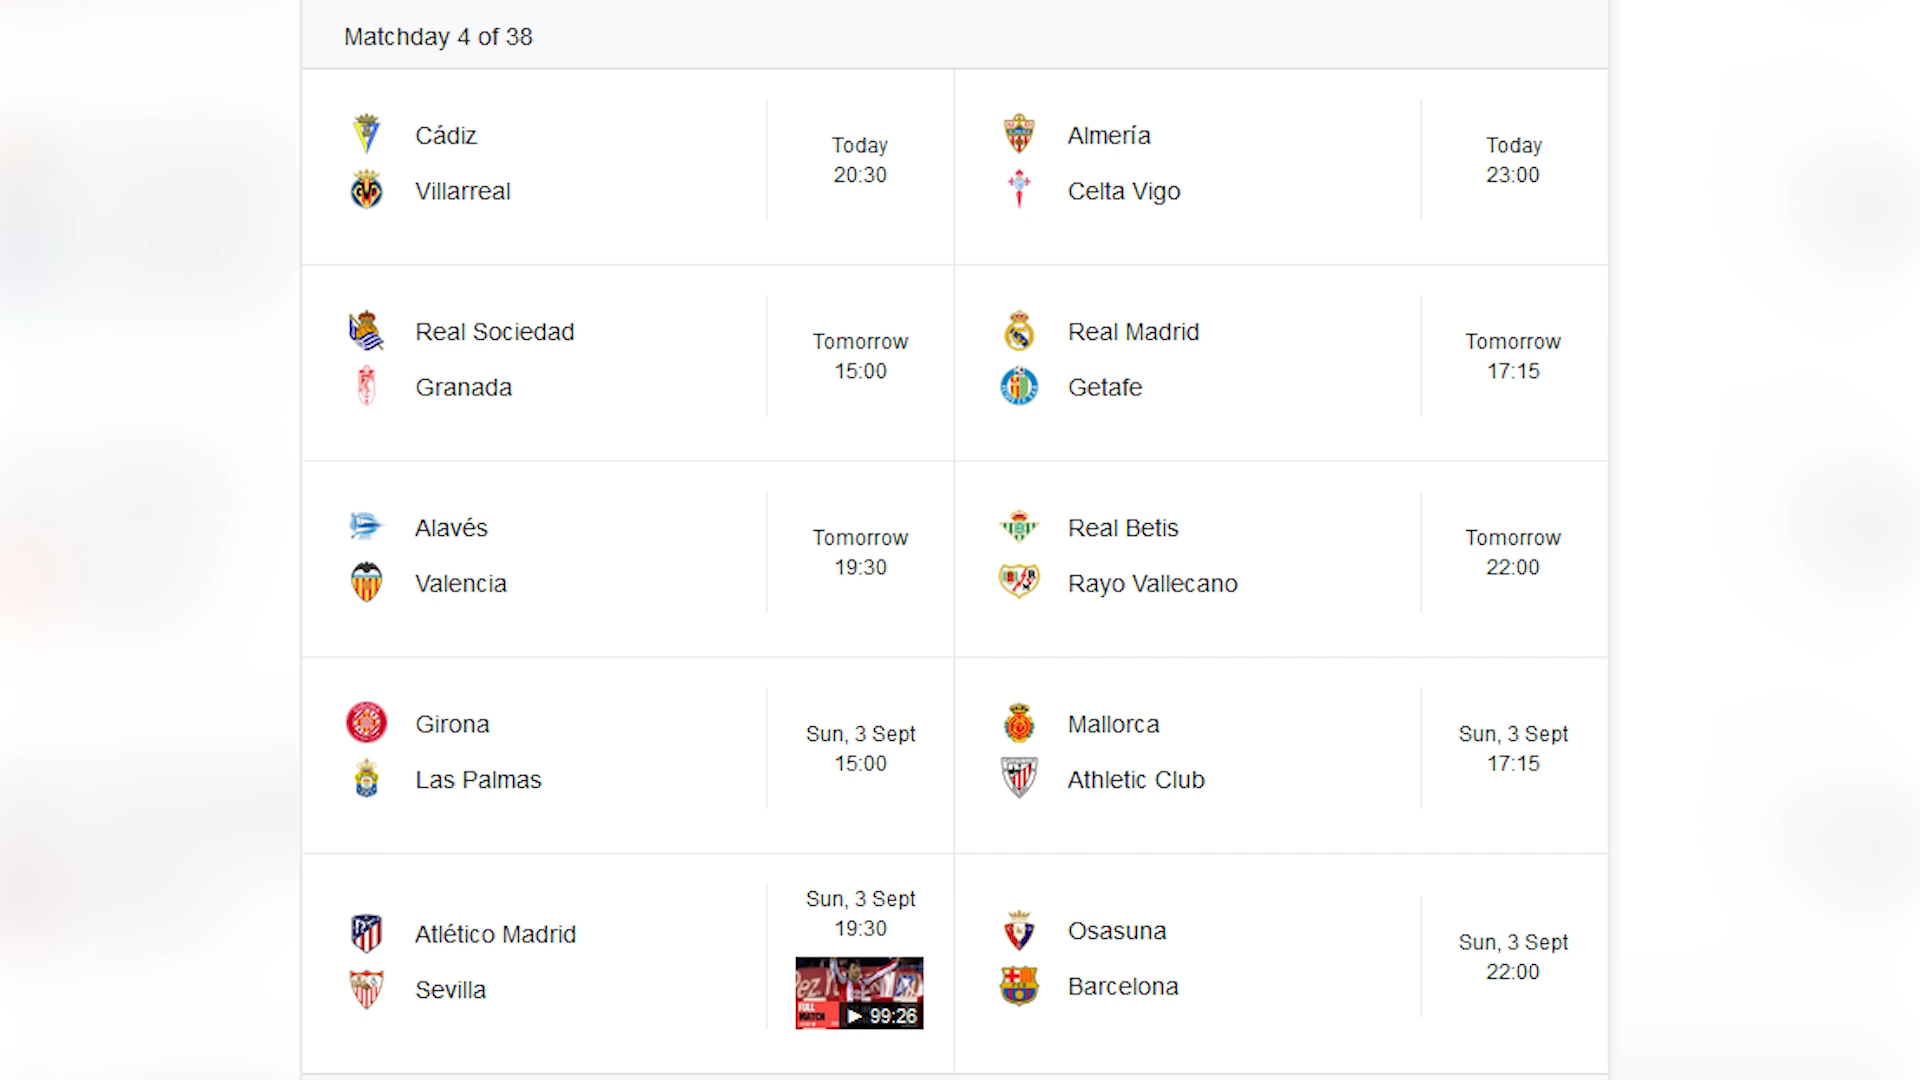 Matchday 4 of 38
Cádiz
Villarreal
Today
20:30
Almería
Celta Vigo
Today
23:00
Real Sociedad
Granada
Tomorrow
15:00
Real Madrid
Getafe
Tomorrow
17:15
Alavés
Valencia
Tomorrow
19:30
Real Betis
Rayo Vallecano
Tomorrow
22:00
Girona
Las Palmas
Sun, 3 Sept
15:00
Mallorca
Athletic Club
Sun, 3 Sept
17:15
Atlético Madrid
Sevilla
Sun, 3 Sept
19:30
FULL
MATCH
99:26
Osasuna
Barcelona
Sun, 3 Sept
22:00